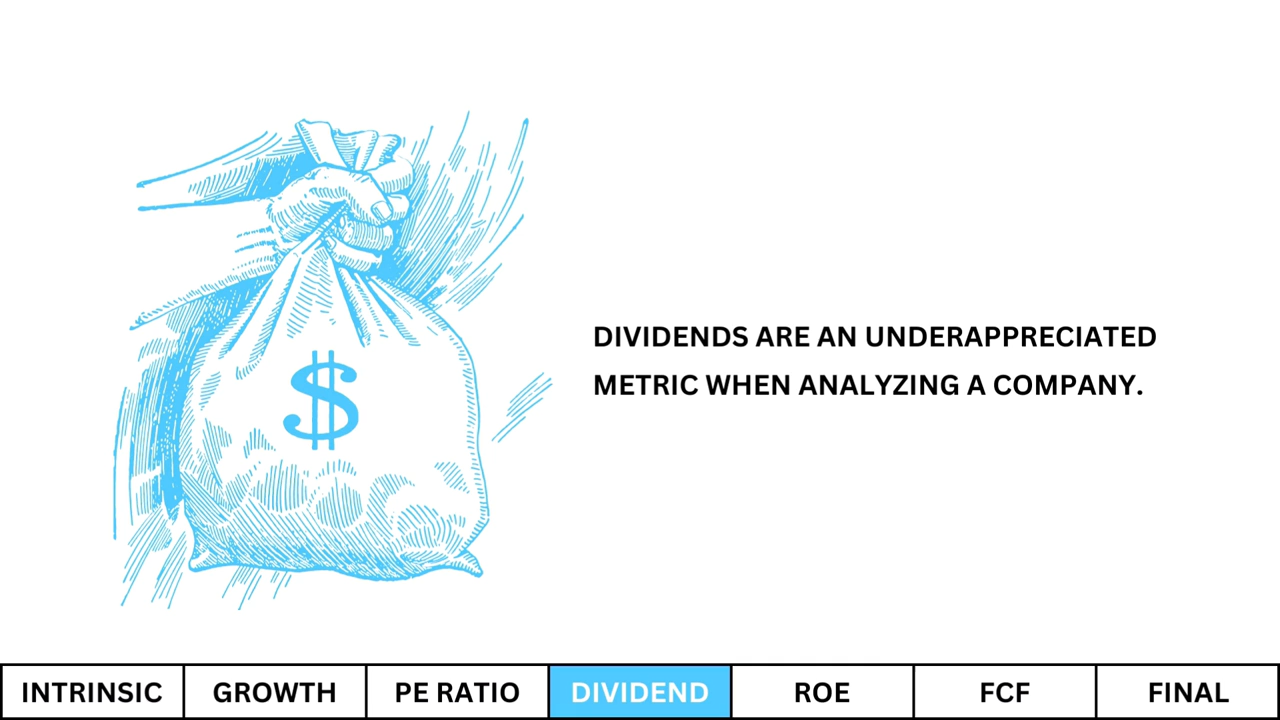 $
DIVIDENDS ARE AN UNDERAPPRECIATED
METRIC WHEN ANALYZING A COMPANY.
INTRINSIC GROWTH PE RATIO DIVIDEND ROE FCF FINAL